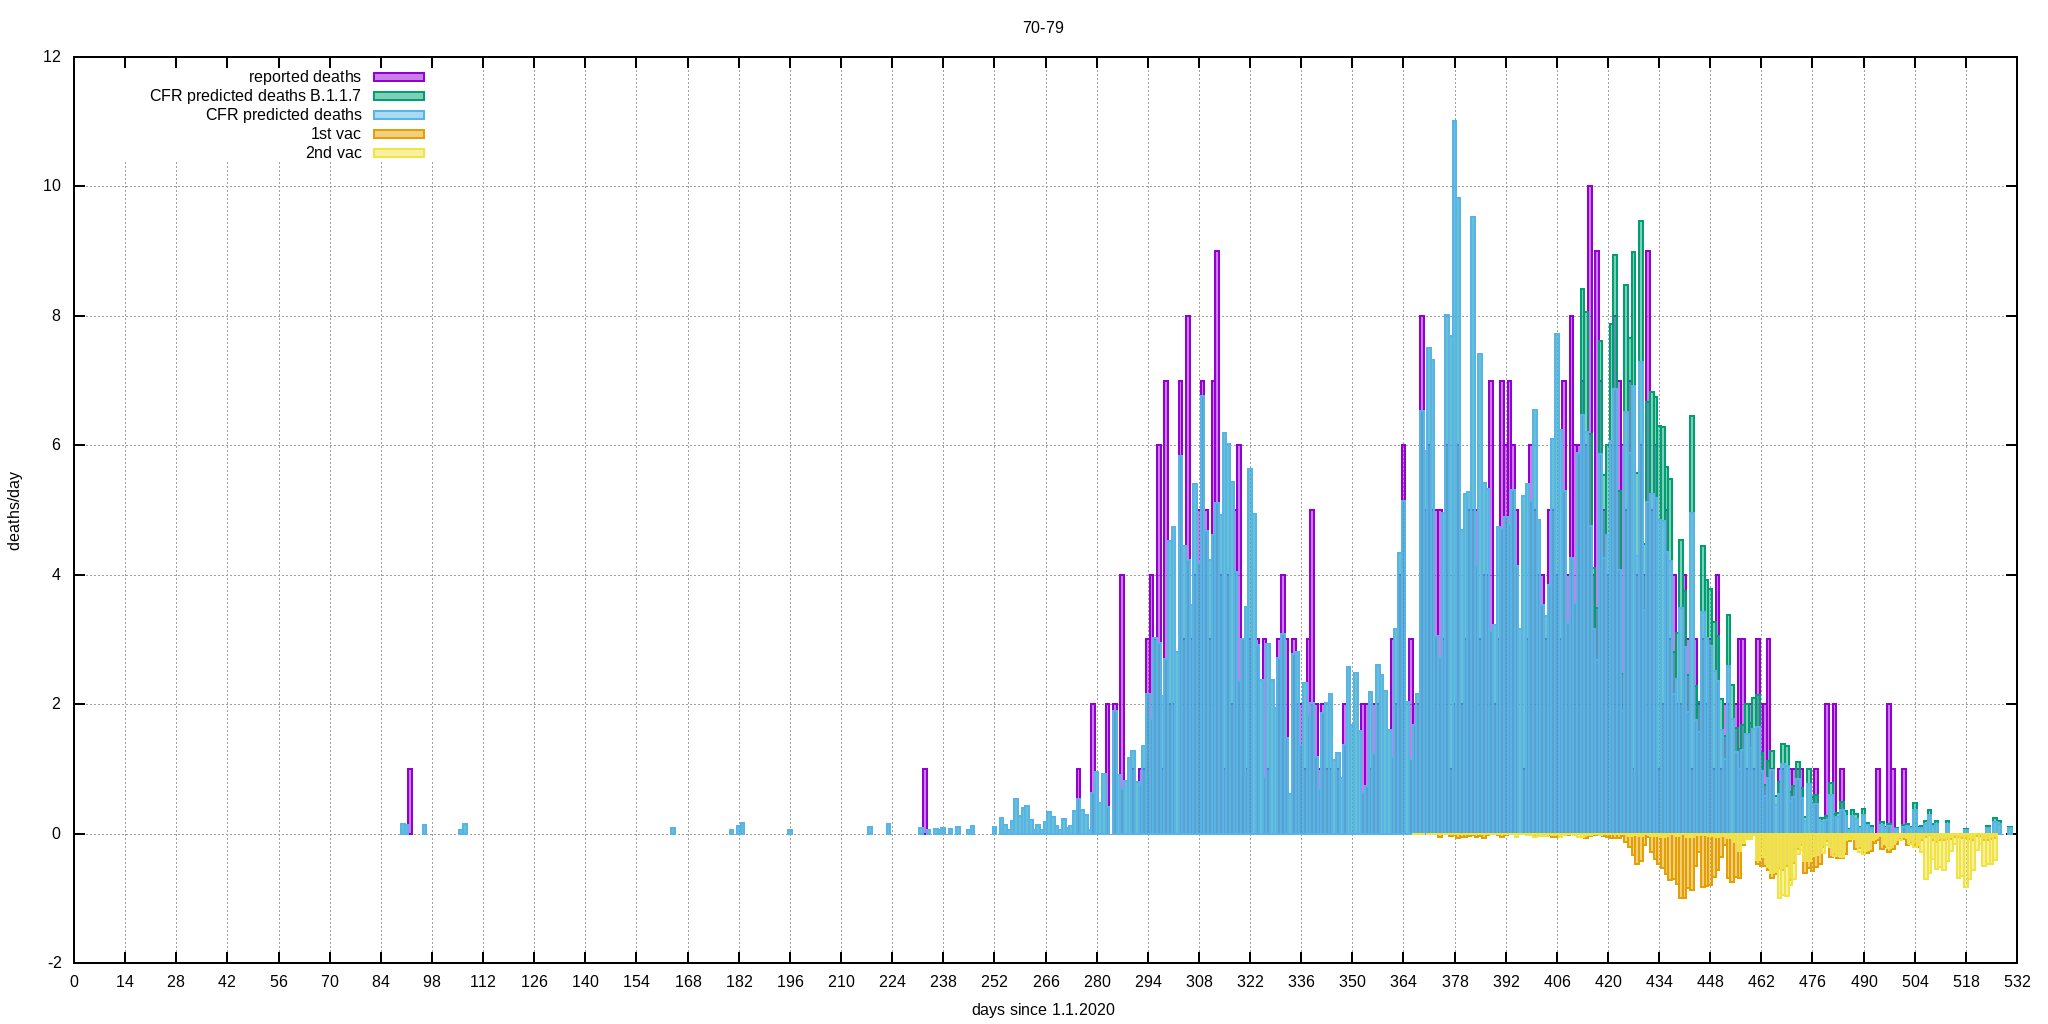 70-79
12
10
8
6
4
2
0
-2
deaths/day
reported deaths
CFR predicted deaths B.1.1.7
CFR predicted deaths
1st vac
2nd vac
0 14 28 42 56 70 84 98 112 126 140 154 168 182 196 210 224 238 252 266 280 294 308 322 336 350 364 378 392 406 420 434 448 462 476 490 504 518 532
days since 1.1.2020